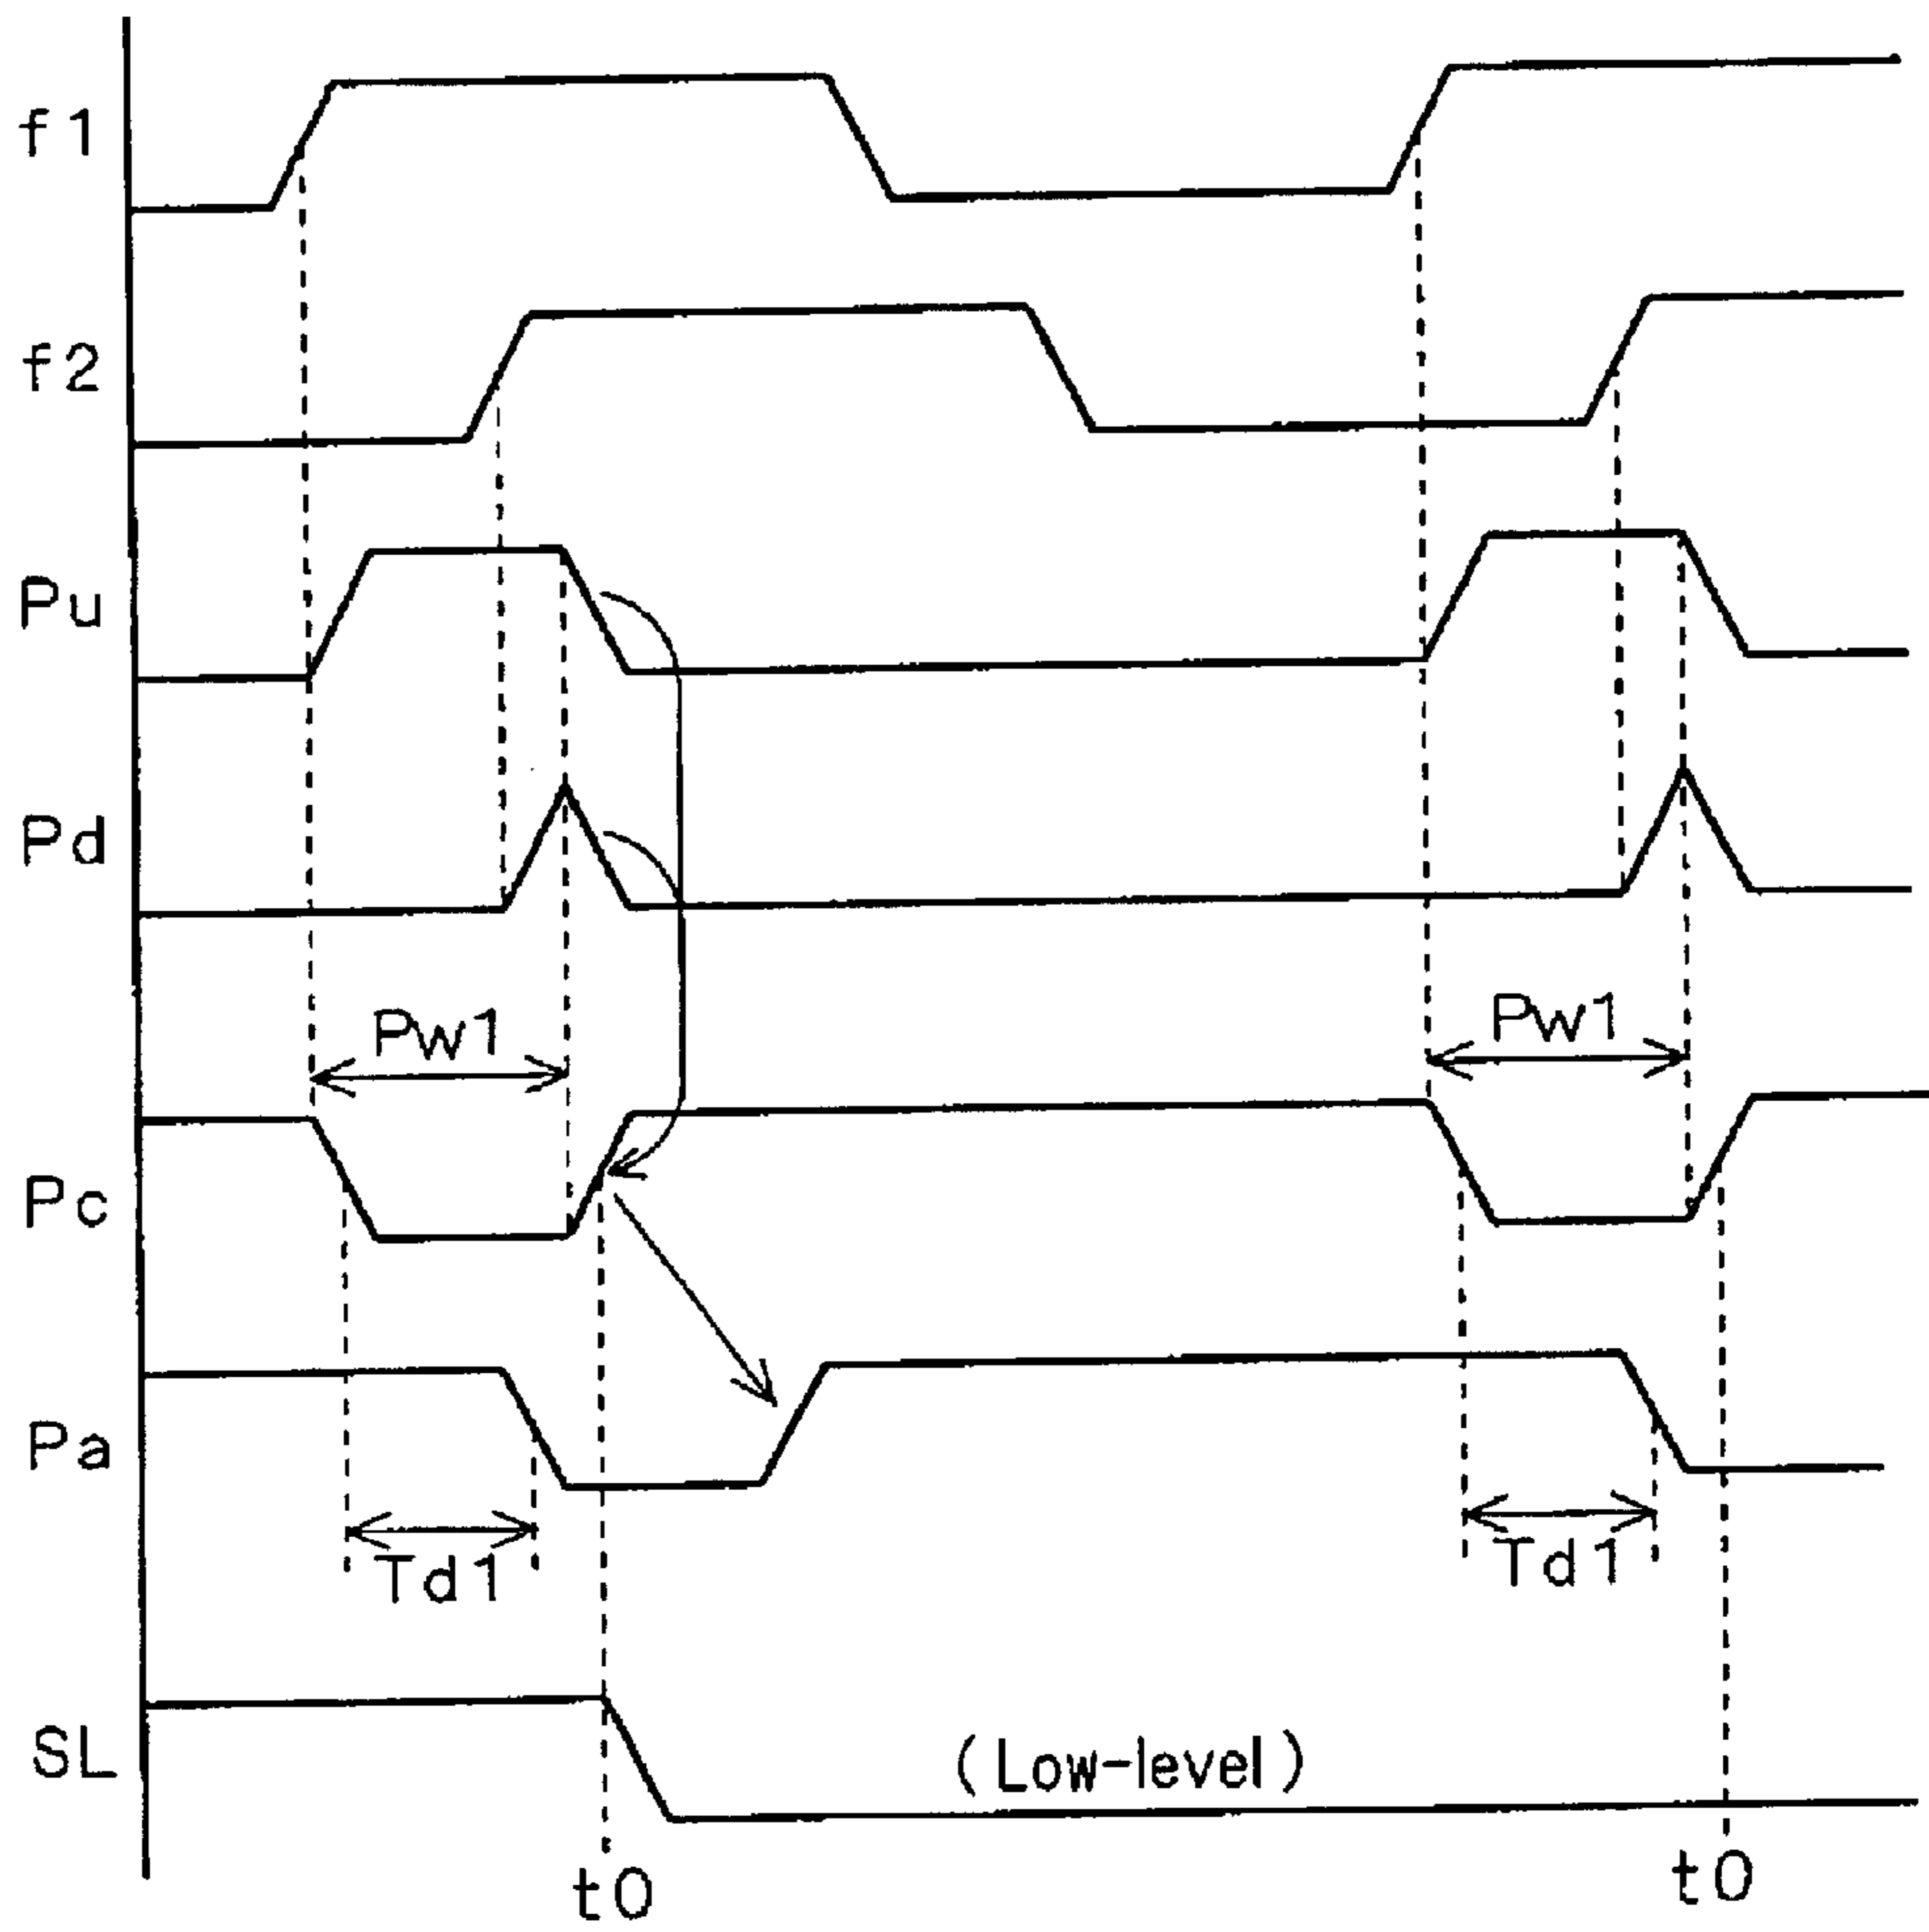 f1
f2
Pu
Pd
Pw1 Pw1
Pc
Pa
Td1 Td1
SL
(Low-level)
t0 t0